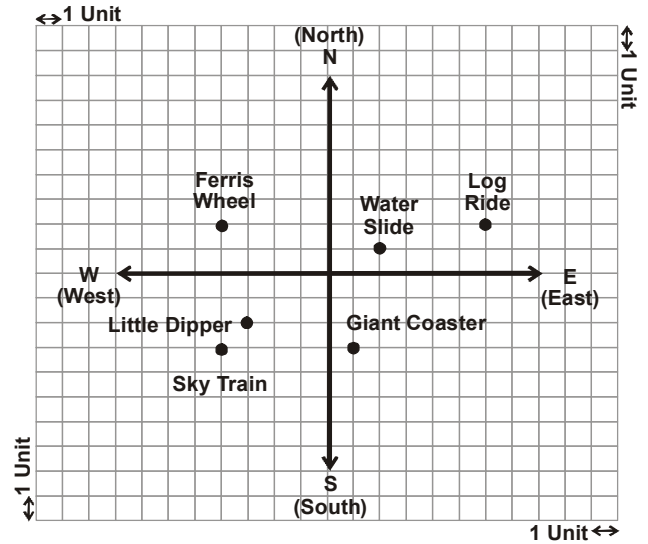 1 Unit
(North)
N
1 Unit
Ferris
Wheel
Water
Slide
Log
Ride
W
(West)
E
(East)
Little Dipper
Giant Coaster
Sky Train
1 Unit
S
(South)
1 Unit